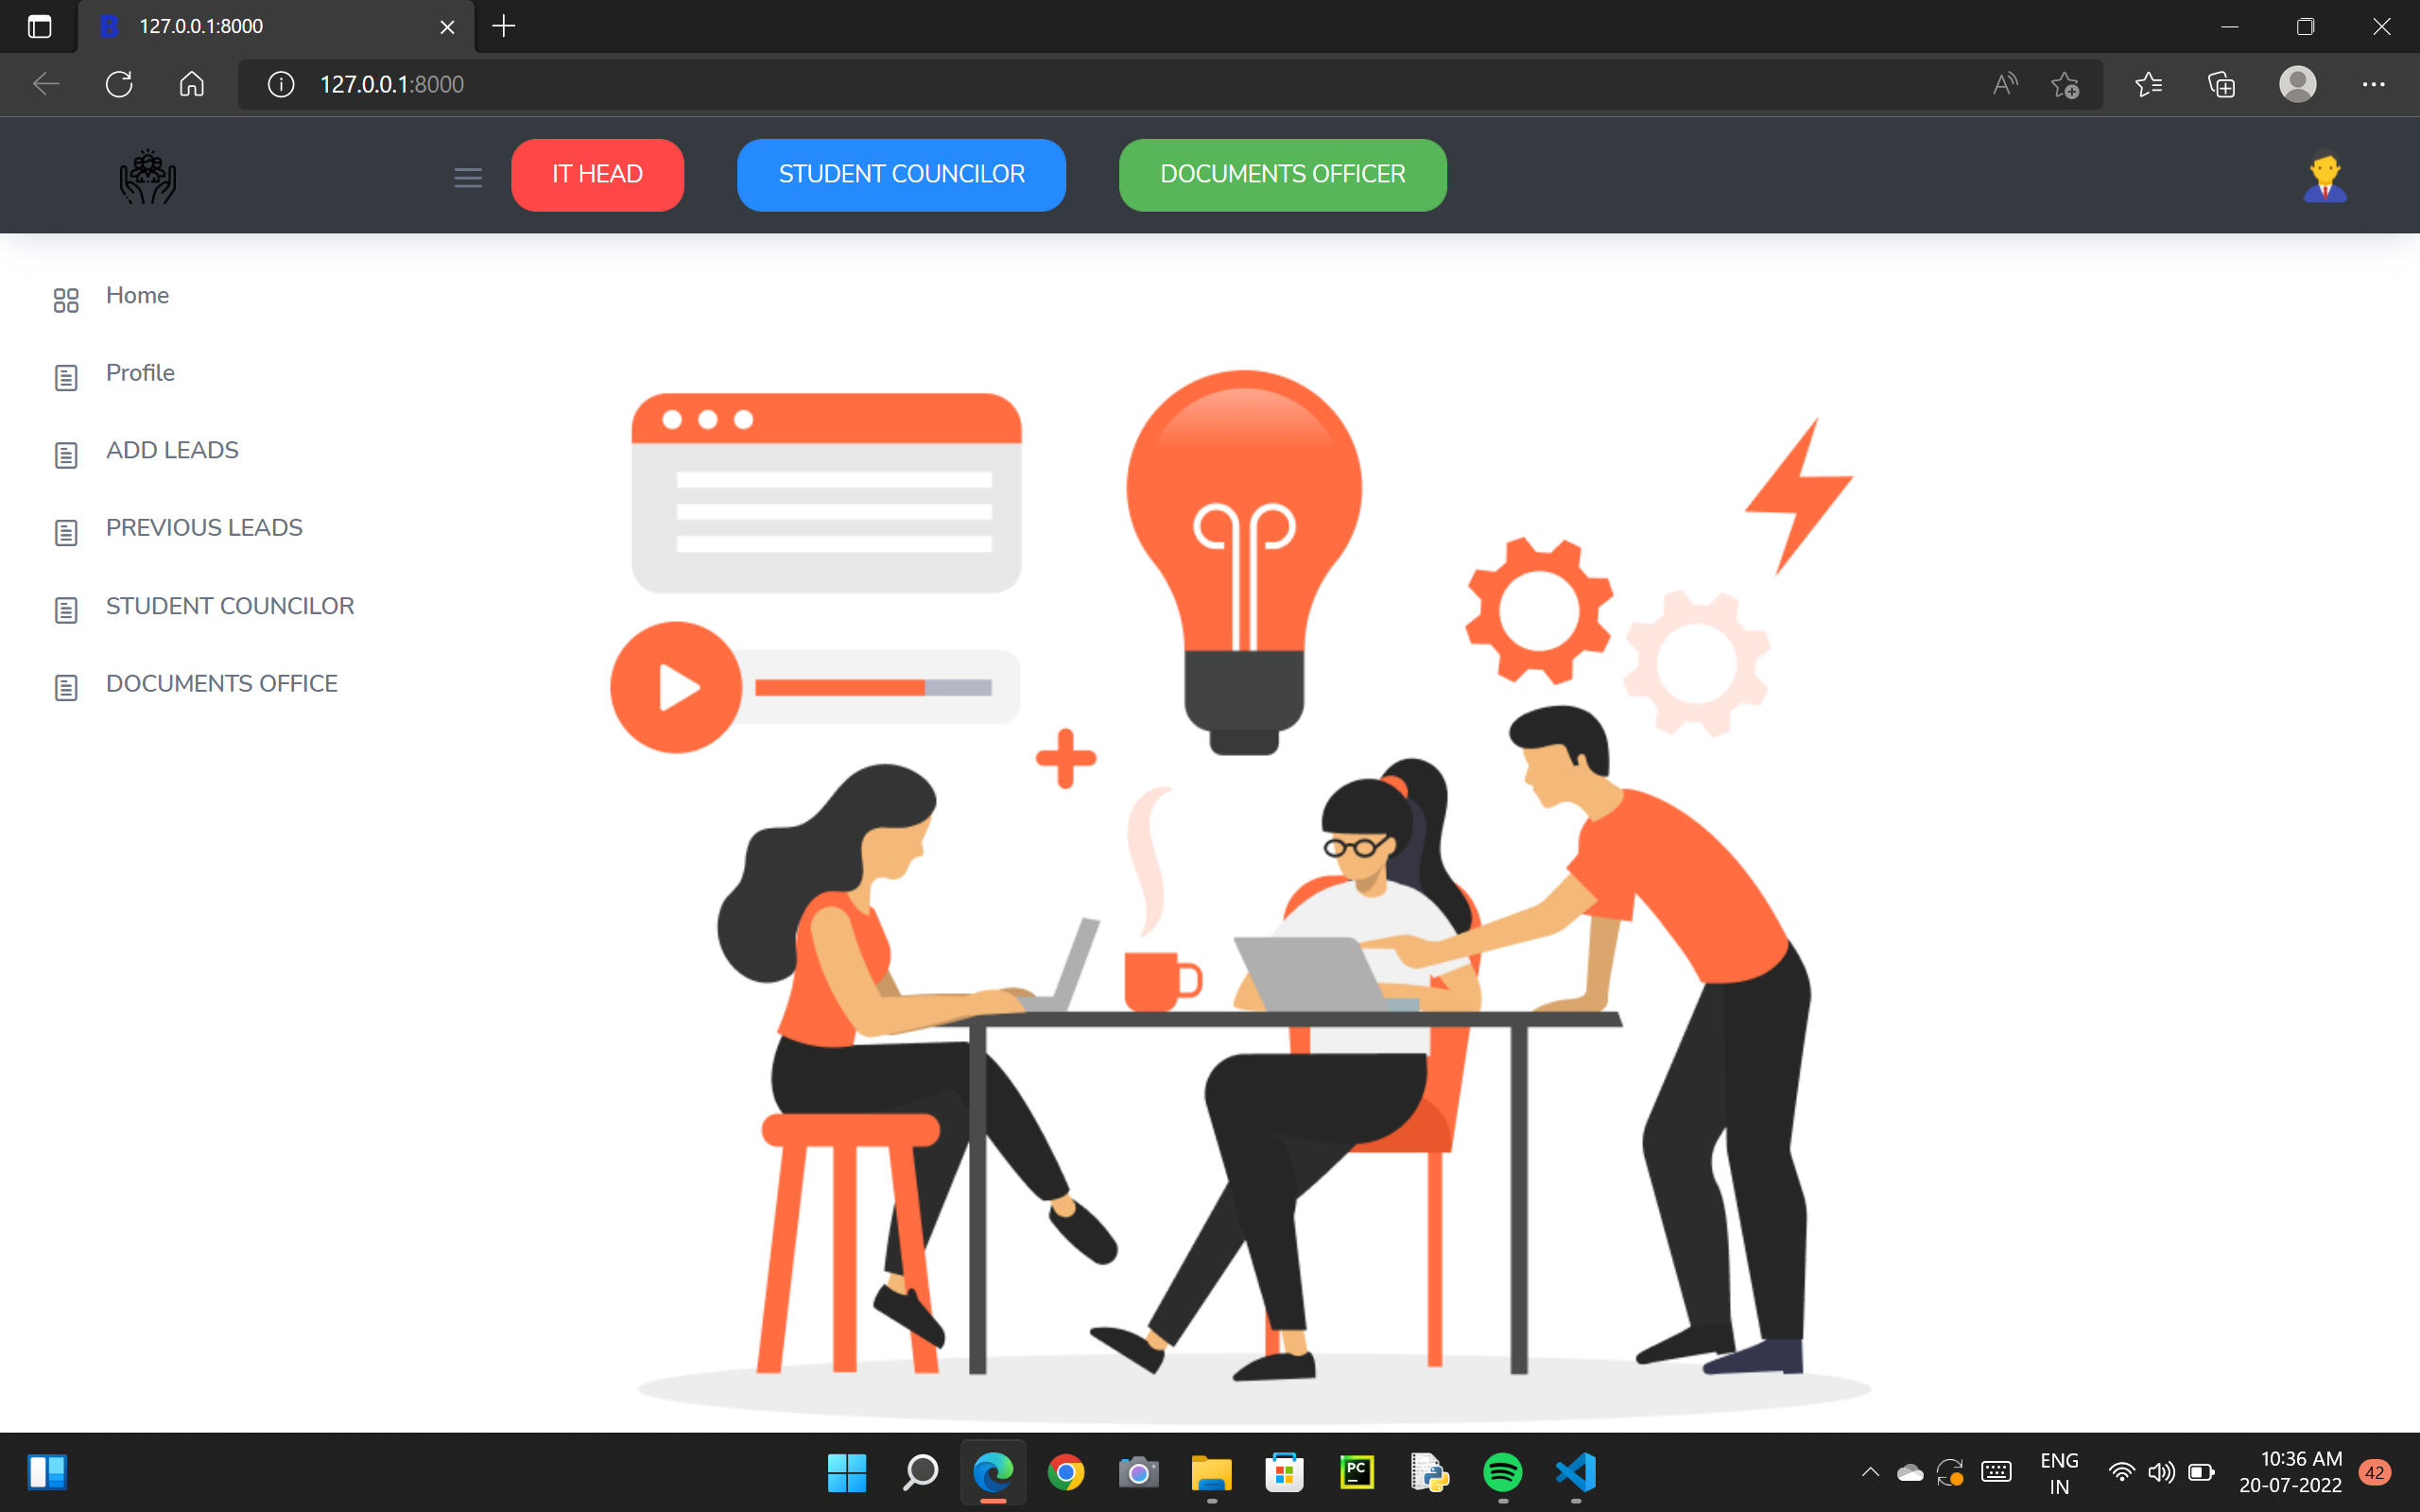 127.0.0.1:8000
127.0.0.1:8000
IT HEAD
STUDENT COUNCILOR
DOCUMENTS OFFICER
Home
Profile
ADD LEADS
PREVIOUS LEADS
STUDENT COUNCILOR
DOCUMENTS OFFICE
PC
ENG
IN
10:36 AM
20-07-2022
42